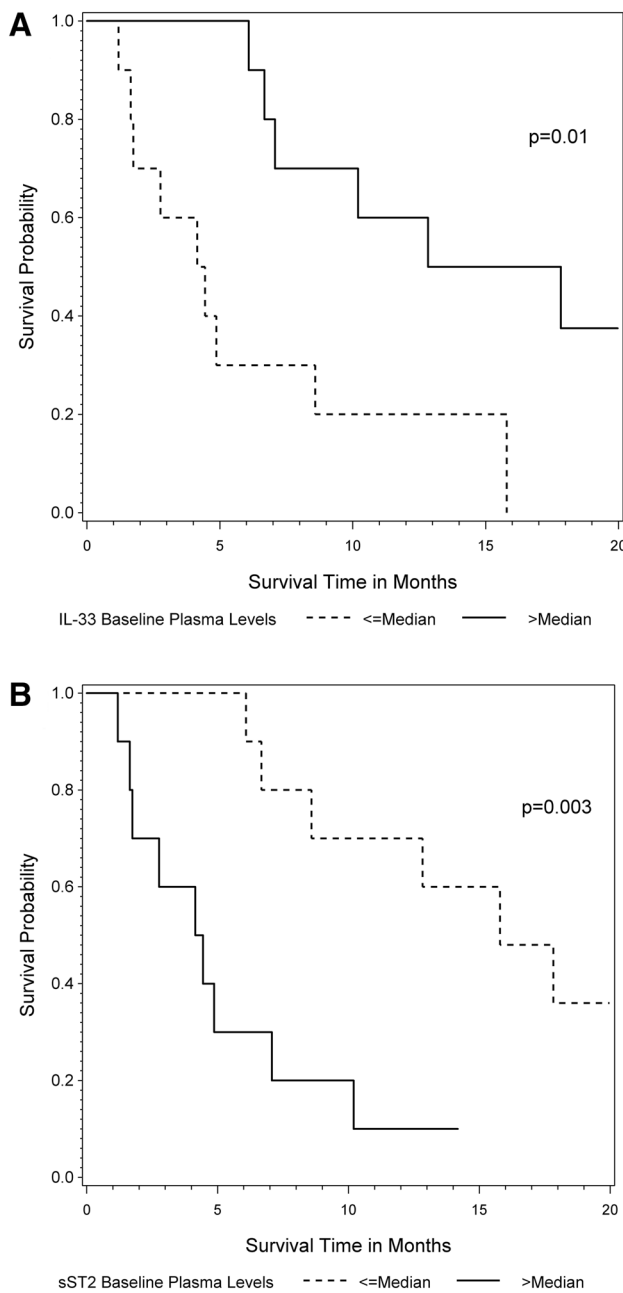 A
1.0
0.8
0.6
0.4
0.2
0.0
Survival Probability
p=0.01
0 5 10 15 20
Survival Time in Months
IL-33 Baseline Plasma Levels <=Median >Median
B
1.0
0.8
0.6
0.4
0.2
0.0
Survival Probability
p=0.003
0 5 10 15 20
Survival Time in Months
sST2 Baseline Plasma Levels <=Median >Median